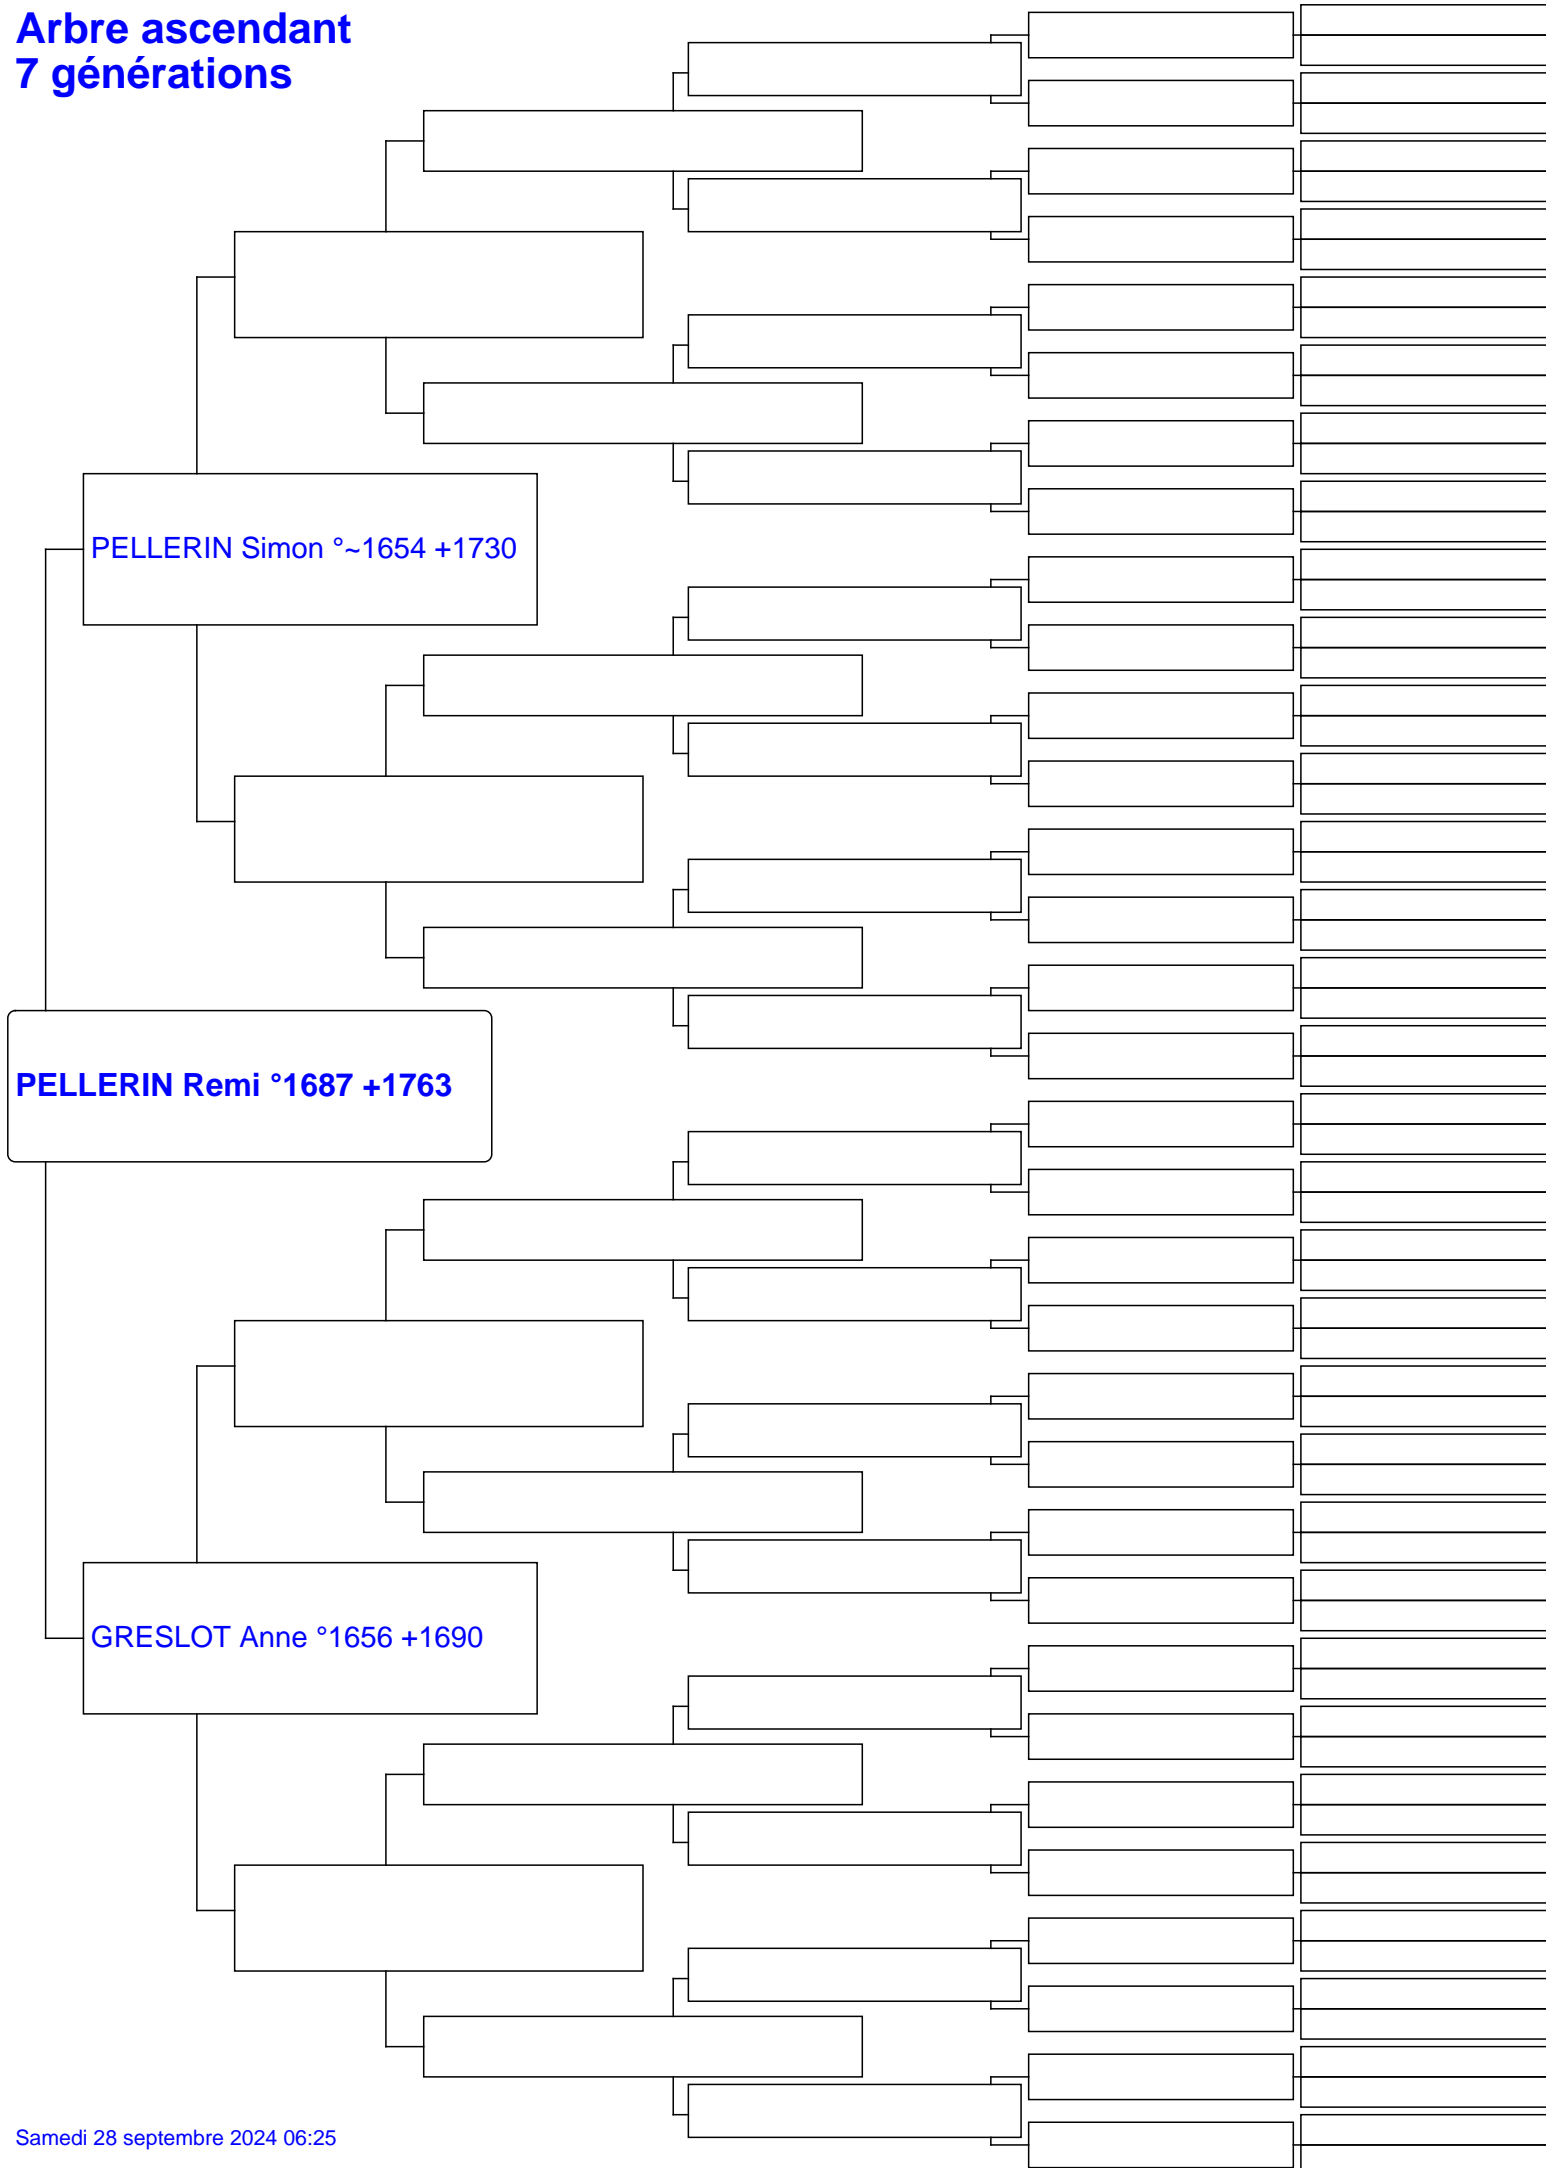 Arbre ascendant
7 générations
PELLERIN Simon °~1654 +1730
PELLERIN Remi °1687 +1763
GRESLOT Anne °1656 +1690
Samedi 28 septembre 2024 06:25